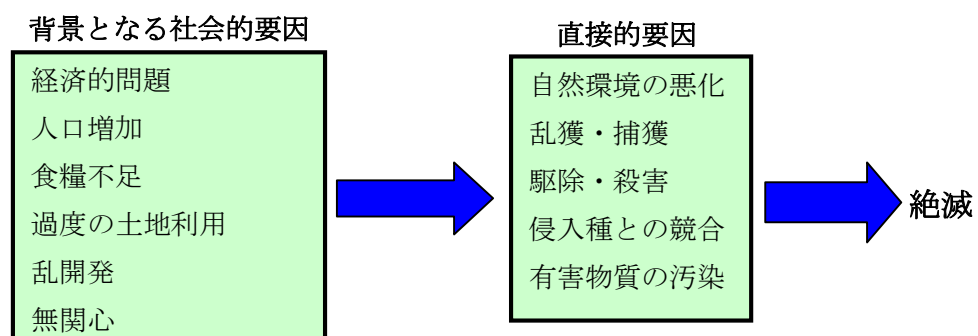 背景となる社会的要因
経済的問題
人口増加
食糧不足
過度の土地利用
乱開発
無関心
直接的要因
自然環境の悪化
乱獲・捕獲
駆除・殺害
侵入種との競合
有害物質の汚染
絶滅